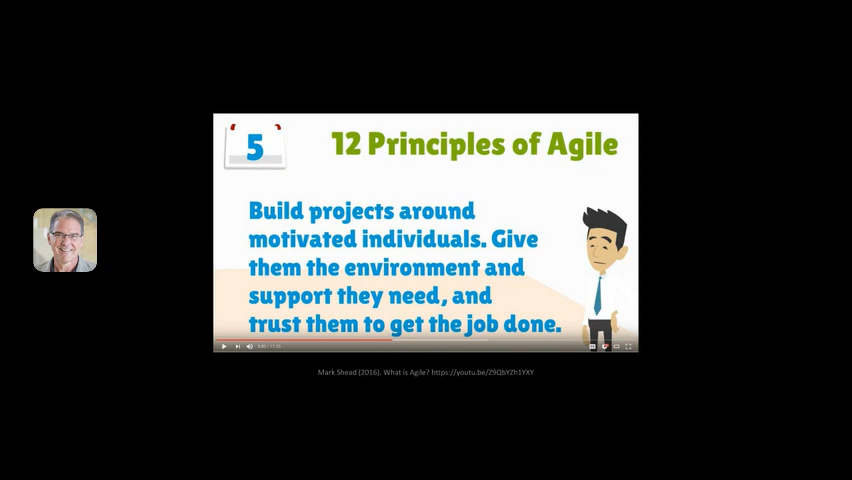 5
12 Principles of Agile
Build projects around
motivated individuals. Give
them the environment and
support they need, and
trust them to get the job done.
Mark Shead (2016). What is Agile? https://youtu.be/Z9QbYZh1YXY